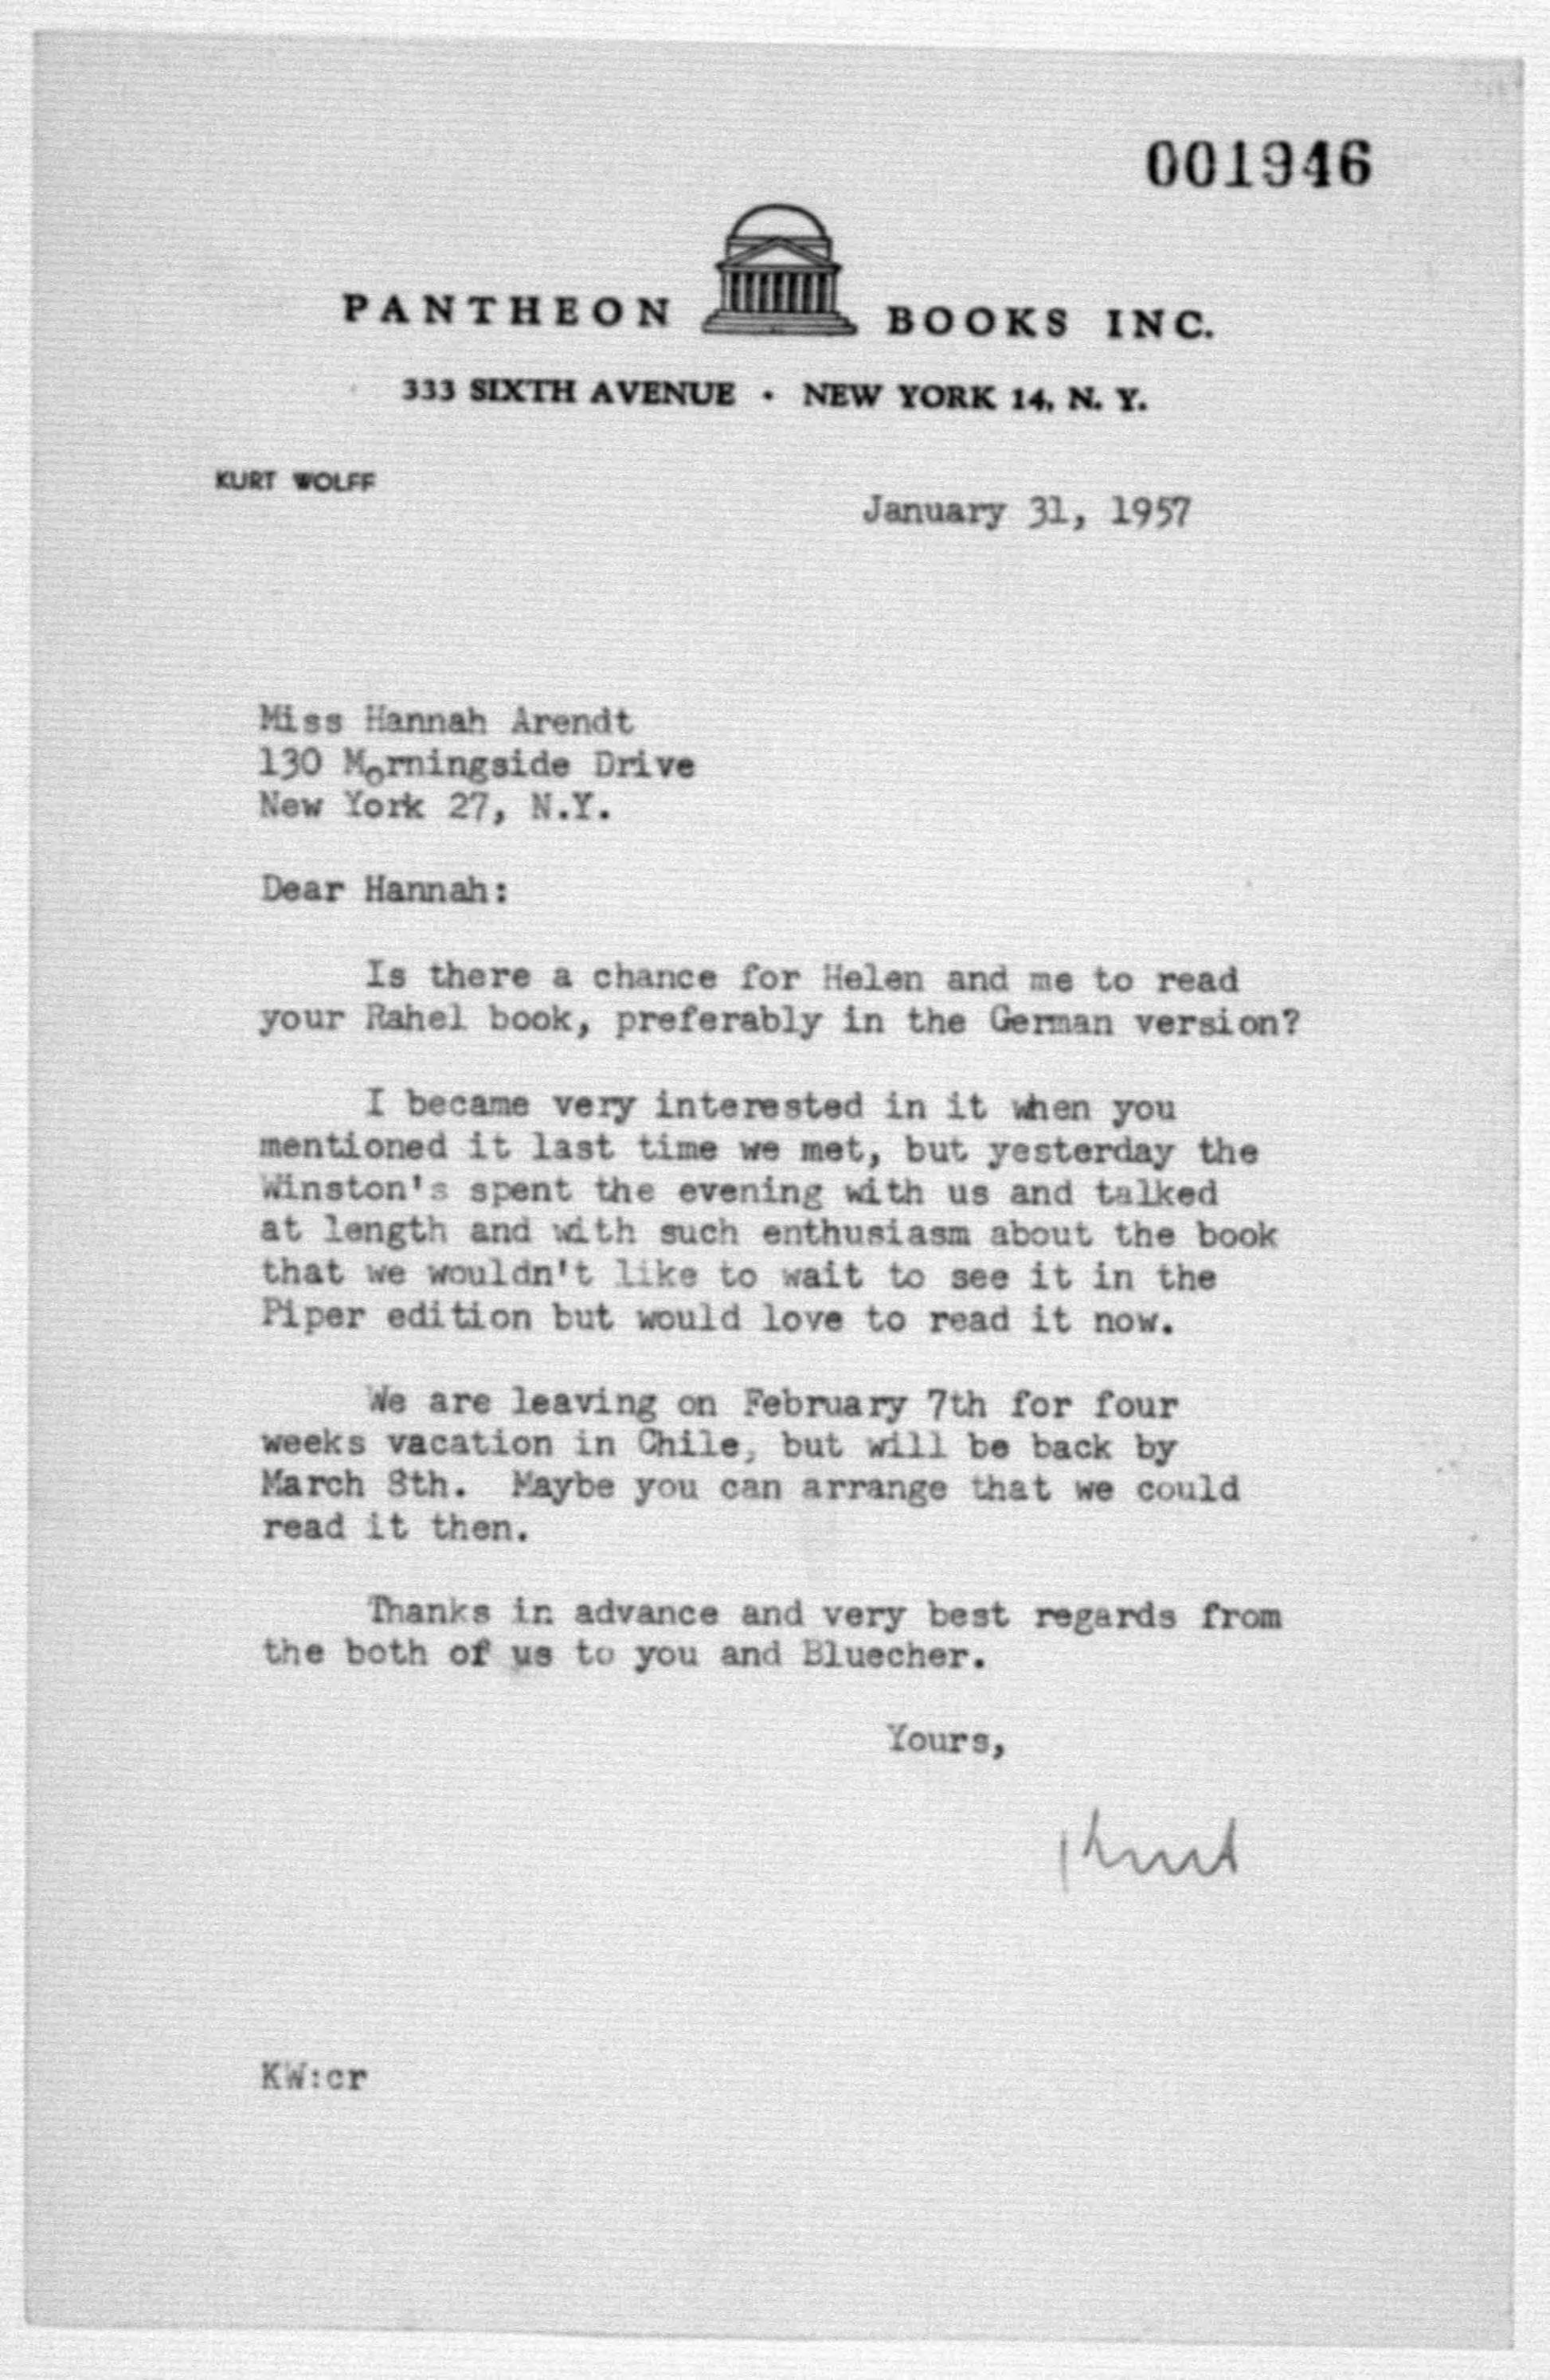 001946
PANTHEON BOOKS INC.
333 SIXTH AVENUE • NEW YORK 14, N. Y.
KURT WOLFF
January 31, 1957
Miss Hannah Arendt
130 Morningside Drive
New York 27, N.Y.
Dear Hannah:
Is there a chance for Helen and me to read
your Rahel book, preferably in the German version?
I became very interested in it when you
mentioned it last time we met, but yesterday the
Winston's spent the evening with us and talked
at length and with such enthusiasm about the book
that we wouldn't like to wait to see it in the
Piper edition but would love to read it now.
We are leaving on February 7th for four
weeks vacation in Chile, but will be back by
March 8th. Maybe you can arrange that we could
read it then.
Thanks in advance and very best regards from
the both of us to you and Bluecher.
Yours,
Kurt
KW:cr